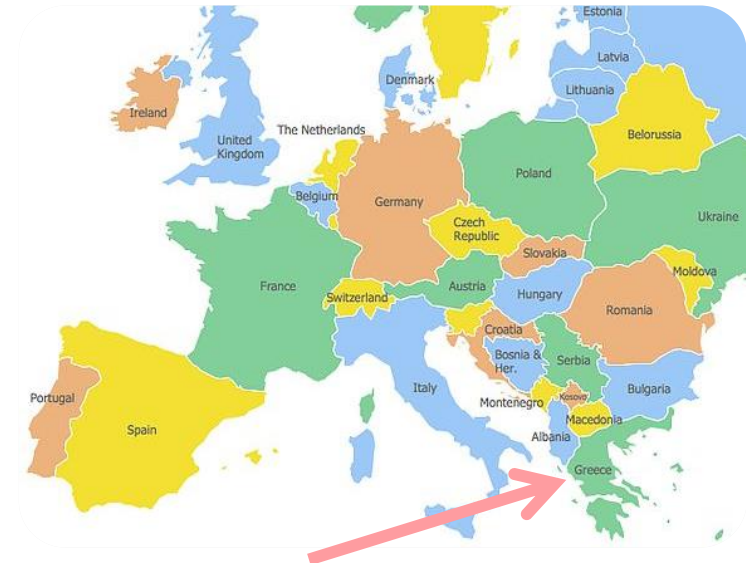 Estonia
Latvia
Denmark
Lithuania
Ireland
The Netherlands
Belorussia
United
Kingdom
Poland
Belgium
Germany
Ukraine
Czech
Republic
Slovakia
Moldova
France
Austria
Switzerland
Hungary
Romania
Croatia
Bosnia &
Her.
Serbia
Italy
Bulgaria
Portugal
Kosovo
Montenegro
Macedonia
Spain
Albania
Greece